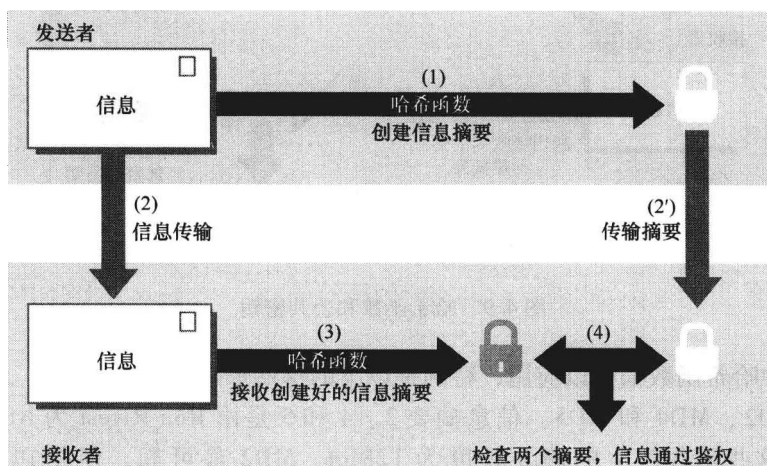 发送者
信息
(1)
哈希函数
创建信息摘要
(2)
信息传输
(2')
传输摘要
信息
(3)
哈希函数
接收创建好的信息摘要
(4)
接收者
检查两个摘要，信息通过鉴权